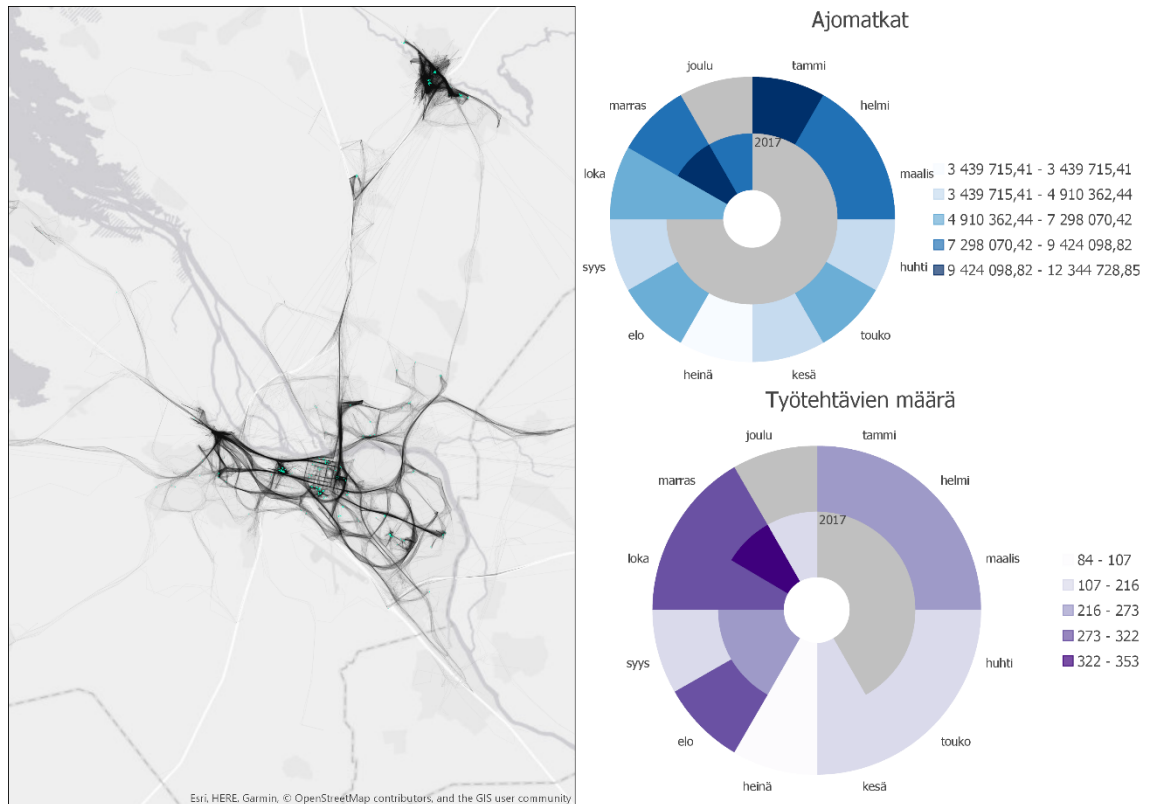 Ajomatkat
joulu
tammi
marras
helmi
2017
loka
maalis
syys
huhti
elo
touko
heinä
kesä
3 439 715,41 - 3 439 715,41
3 439 715,41 - 4 910 362,44
4 910 362,44 - 7 298 070,42
7 298 070,42 - 9 424 098,82
9 424 098,82 - 12 344 728,85
Työtehtävien määrä
joulu
tammi
marras
helmi
2017
loka
maalis
syys
huhti
elo
touko
heinä
kesä
84 - 107
107 - 216
216 - 273
273 - 322
322 - 353
Esri, HERE, Garmin, © OpenStreetMap contributors, and the GIS user community